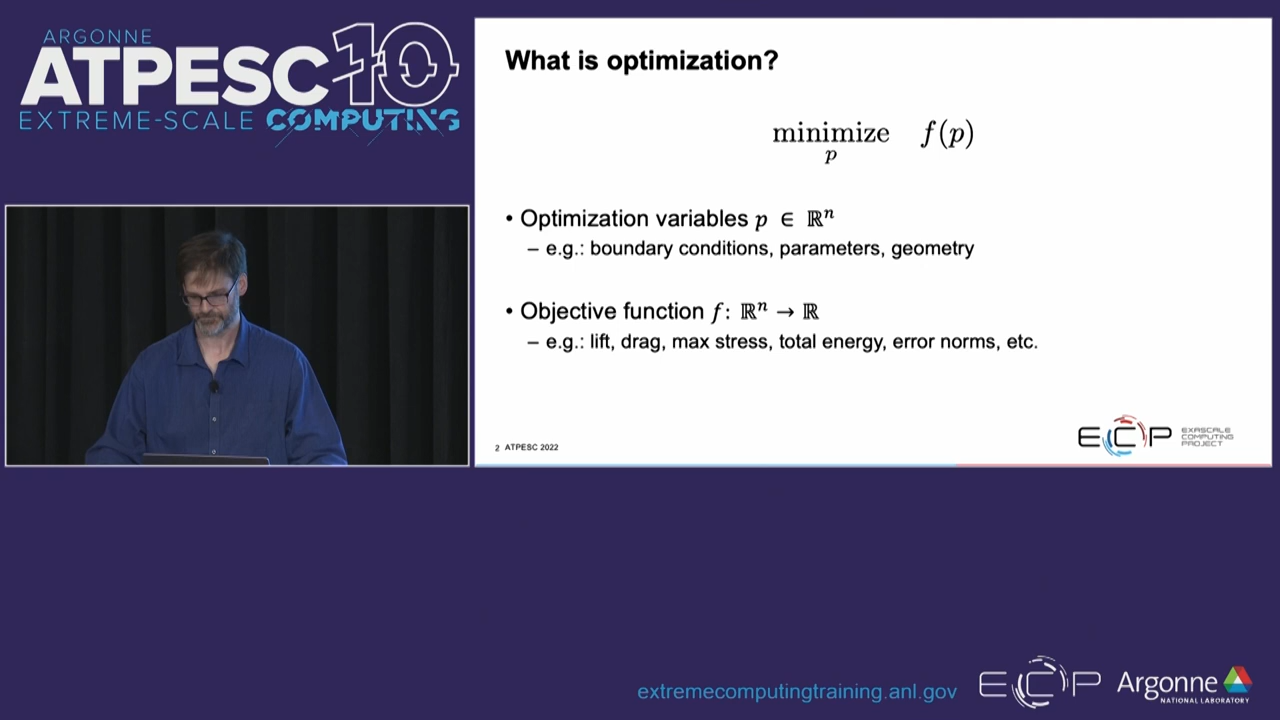 ARGONNE
ATPESC10
EXTREME-SCALE COMPUTING
What is optimization?
minimize f(p)
p
• Optimization variables p ∈ ℝⁿ
– e.g.: boundary conditions, parameters, geometry
• Objective function f: ℝⁿ → ℝ
– e.g.: lift, drag, max stress, total energy, error norms, etc.
2 ATPESC 2022
ECP EXASCALE
COMPUTING
PROJECT
extremecomputingtraining.anl.gov
ECP
Argonne
NATIONAL LABORATORY